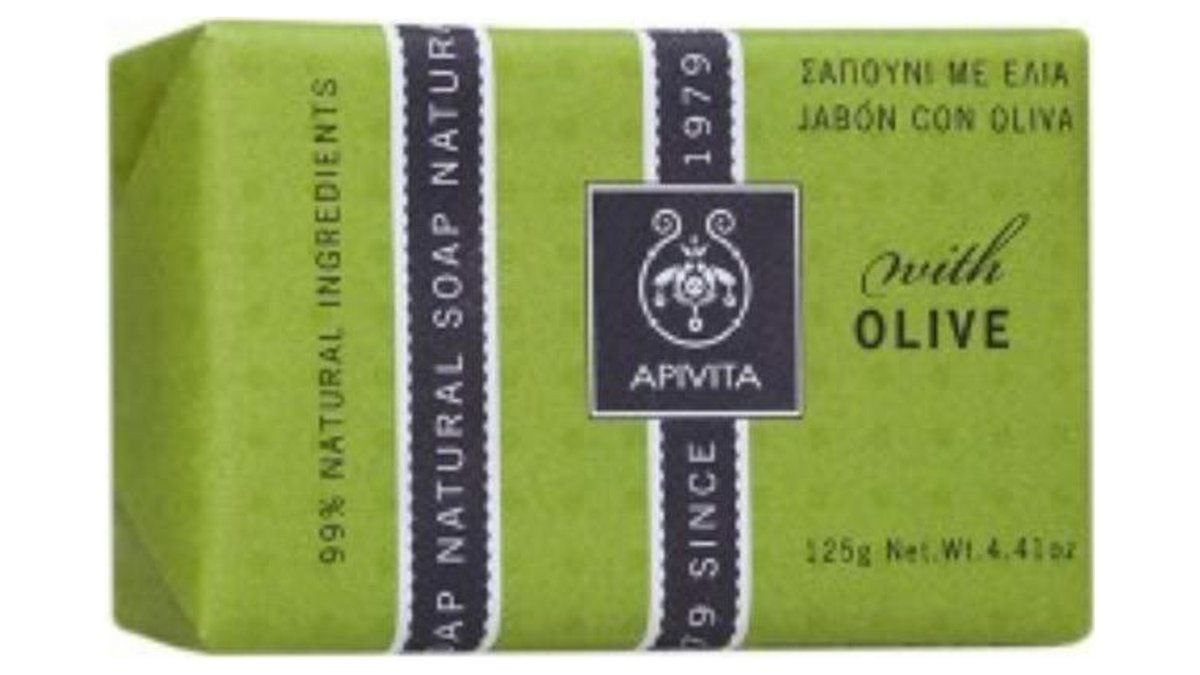 99% NATURAL INGREDIENTS
AP NATURAL SOAP NATUR
1979
ΣΑΠΟΥΝΙ ΜΕ ΕΛΙΑ
JABÓN CON OLIVA
APIVITA
with
OLIVE
79 SINCE
125g Net.Wt.4.41oz